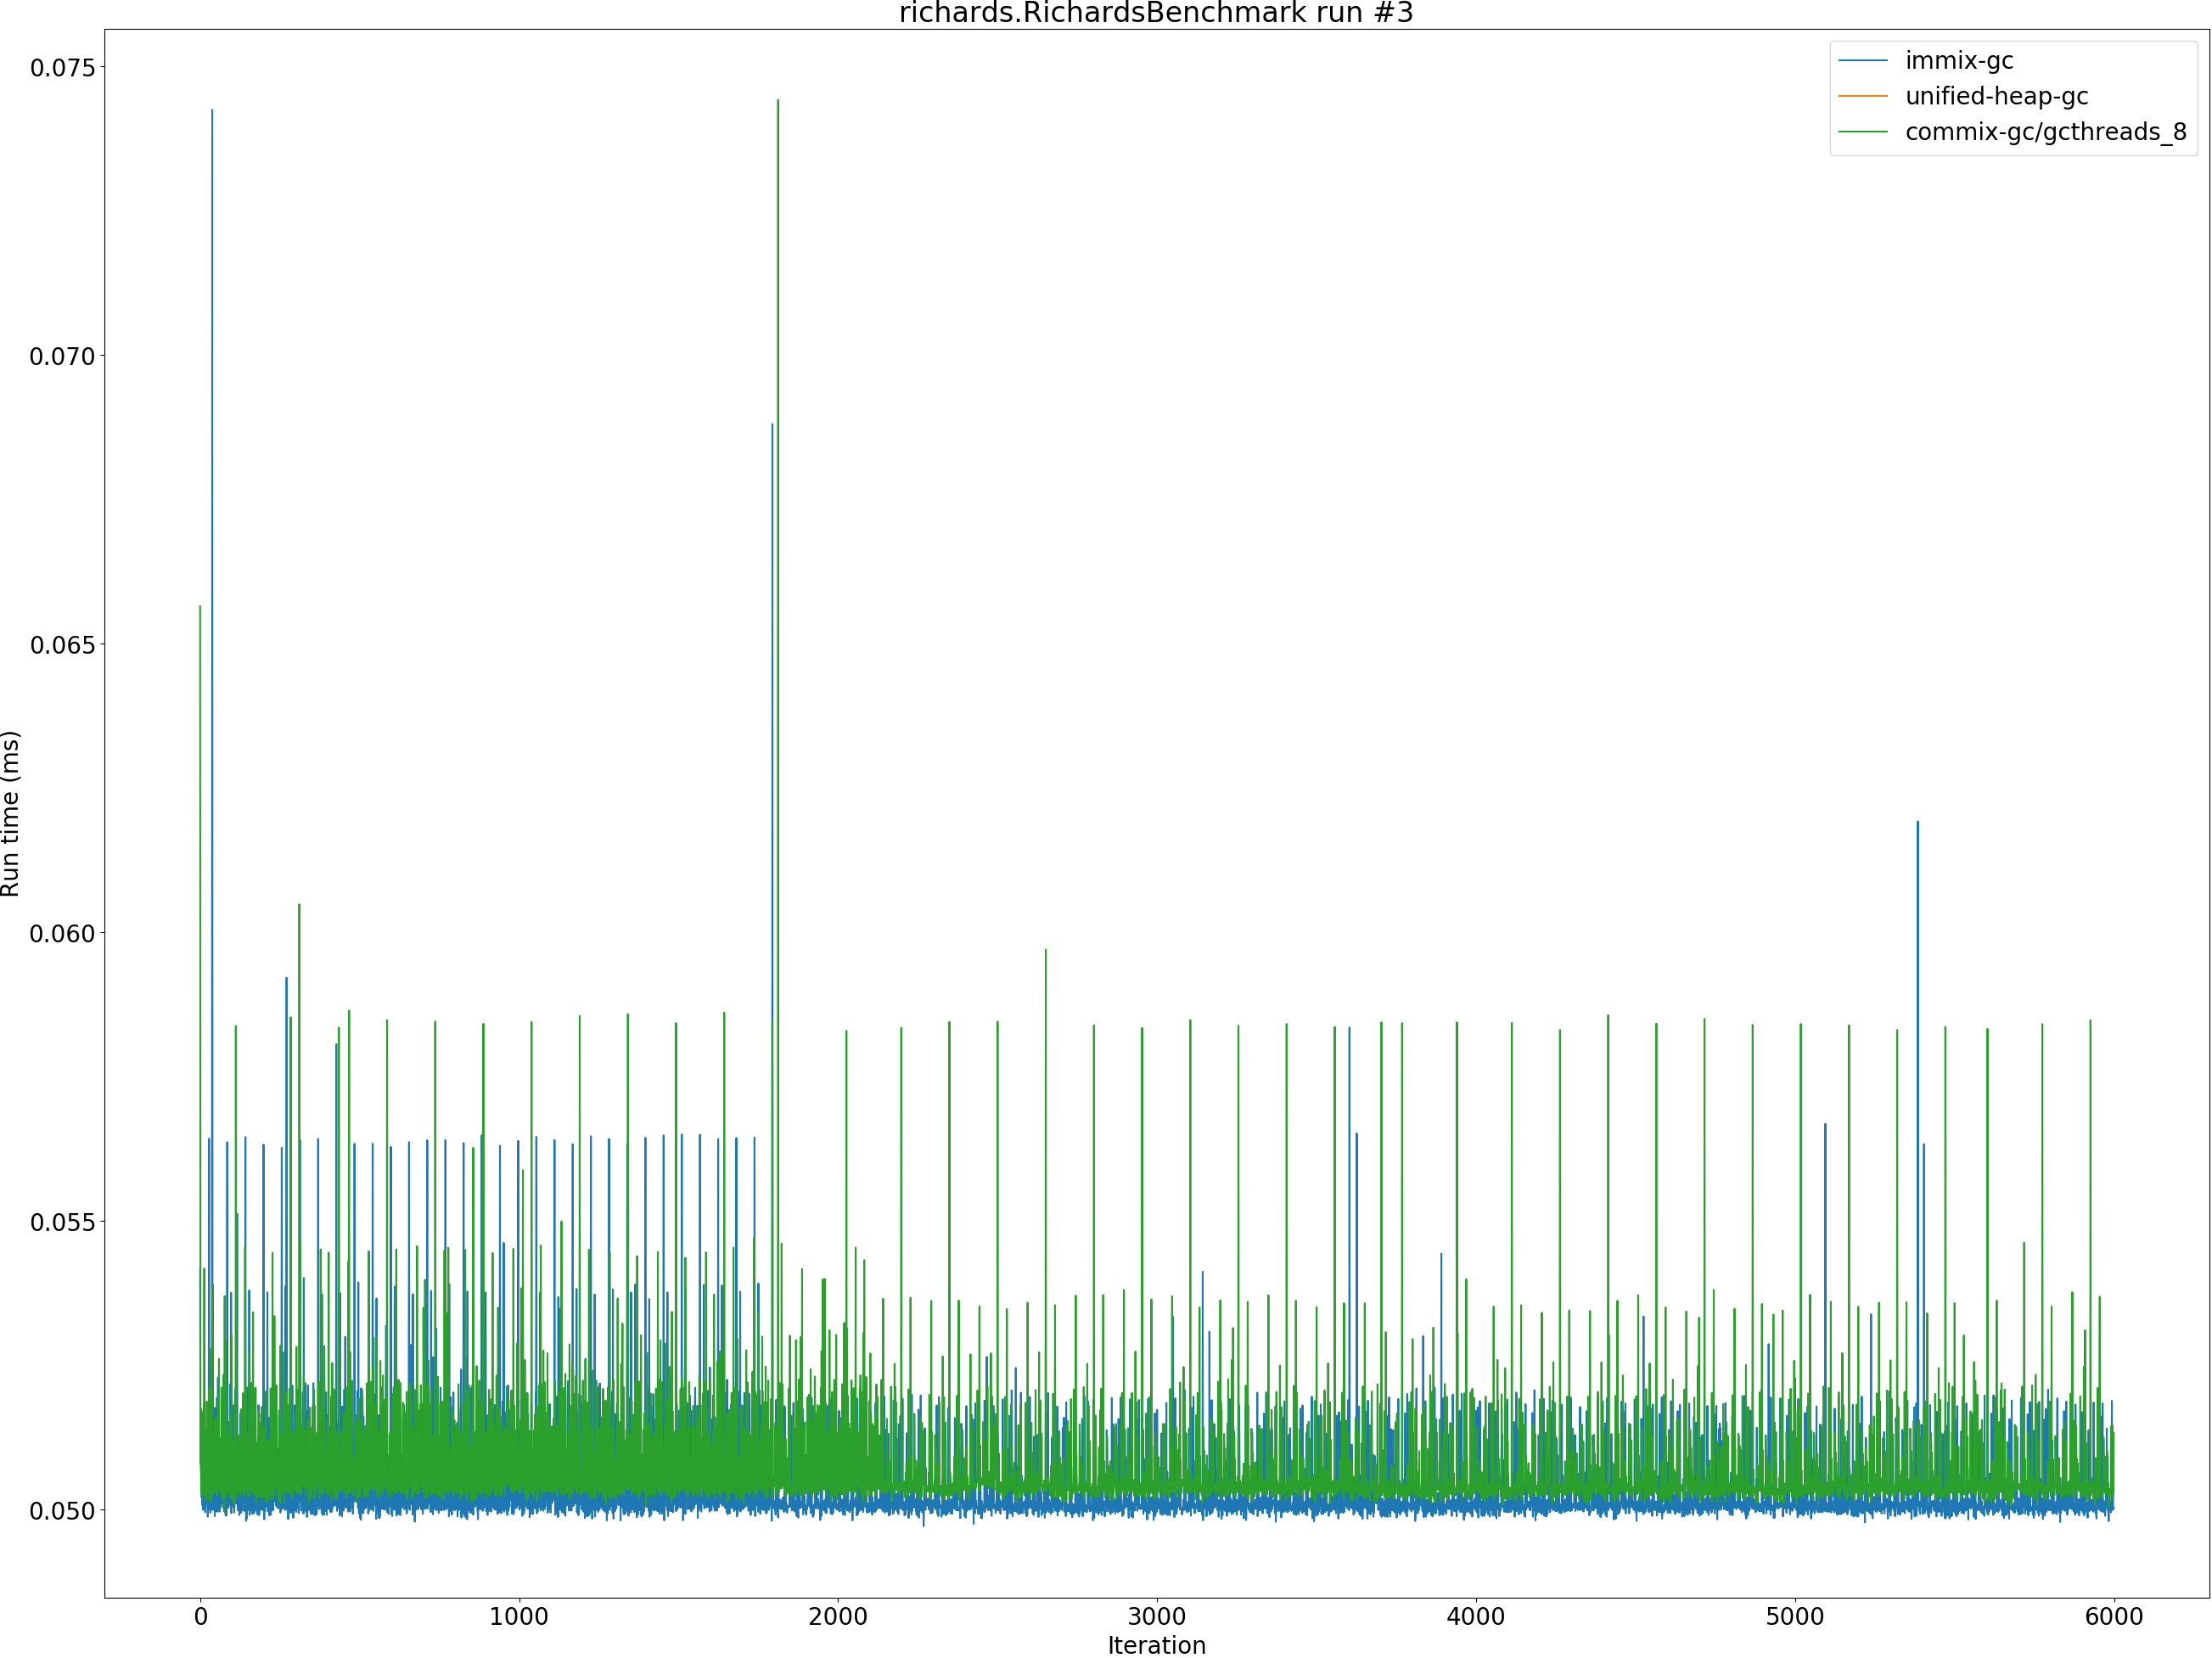 richards.RichardsBenchmark run #3
immix-gc
unified-heap-gc
commix-gc/gcthreads_8
0.075
0.070
0.065
0.060
0.055
0.050
Run time (ms)
0 1000 2000 3000 4000 5000 6000
Iteration